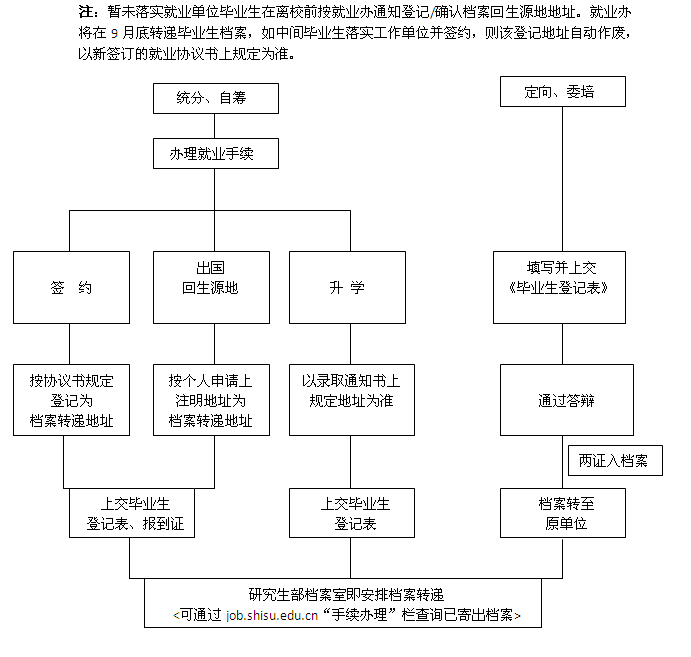 注：暂未落实就业单位毕业生在离校前按就业办通知登记/确认档案回生源地地址。就业办
将在 9 月底转递毕业生档案，如中间毕业生落实工作单位并签约，则该登记地址自动作废，
以新签订的就业协议书上规定为准。
统分、自筹
定向、委培
办理就业手续
签 约
出国
回生源地
升 学
填写并上交
《毕业生登记表》
按协议书规定
登记为
档案转递地址
按个人申请上
注明地址为
档案转递地址
以录取通知书上
规定地址为准
通过答辩
两证入档案
上交毕业生
登记表、报到证
上交毕业生
登记表
档案转至
原单位
研究生部档案室即安排档案转递
<可通过 job.shisu.edu.cn “手续办理”栏查询已寄出档案>